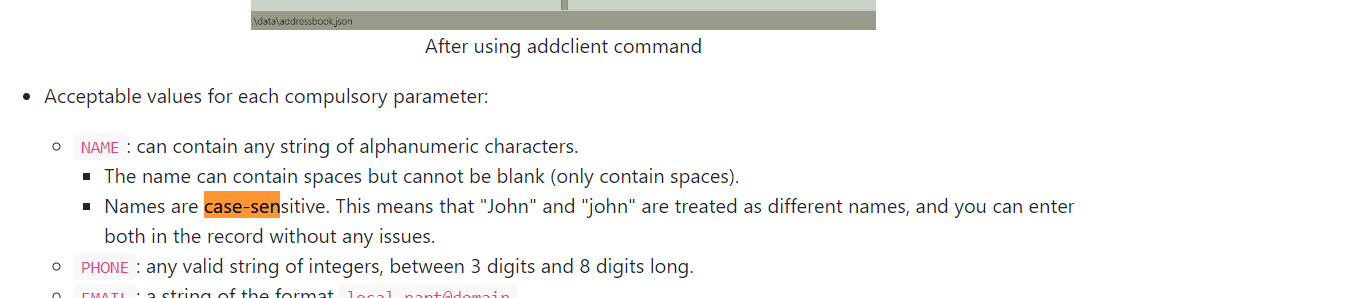 .\data\addressbook.json
After using addclient command
Acceptable values for each compulsory parameter:
NAME : can contain any string of alphanumeric characters.
The name can contain spaces but cannot be blank (only contain spaces).
Names are case-sensitive. This means that "John" and "john" are treated as different names, and you can enter
both in the record without any issues.
PHONE : any valid string of integers, between 3 digits and 8 digits long.
EMAIL : a string of the format local-part@domain